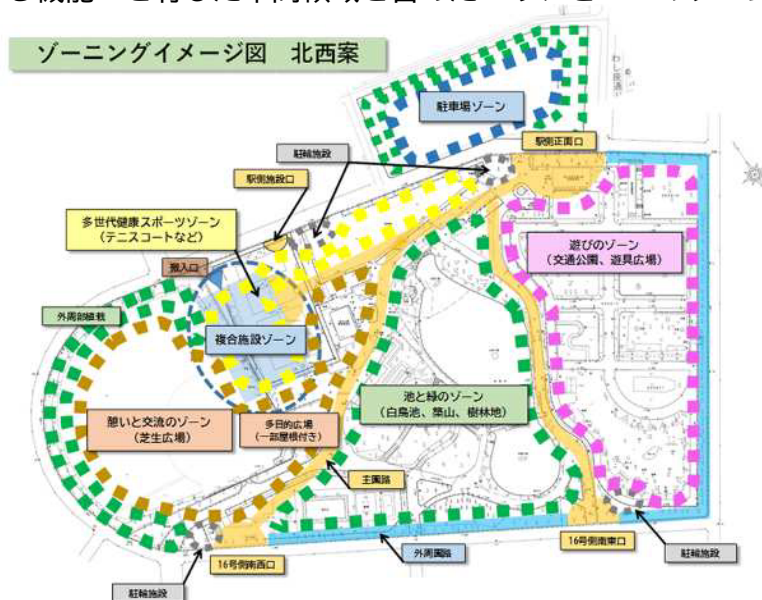 ゾーニングイメージ図 北西案
駐車場ゾーン
駅側正面口
駐輪施設
駅側施設口
多世代健康スポーツゾーン
(テニスコートなど)
搬入口
遊びのゾーン
(交通公園、遊具広場)
外周部植栽
複合施設ゾーン
池と緑のゾーン
(白鳥池、築山、樹林地)
憩いと交流のゾーン
(芝生広場)
多目的広場
(一部屋根付き)
主園路
16号側南西口
外周園路
16号側南東口
駐輪施設
駐輪施設